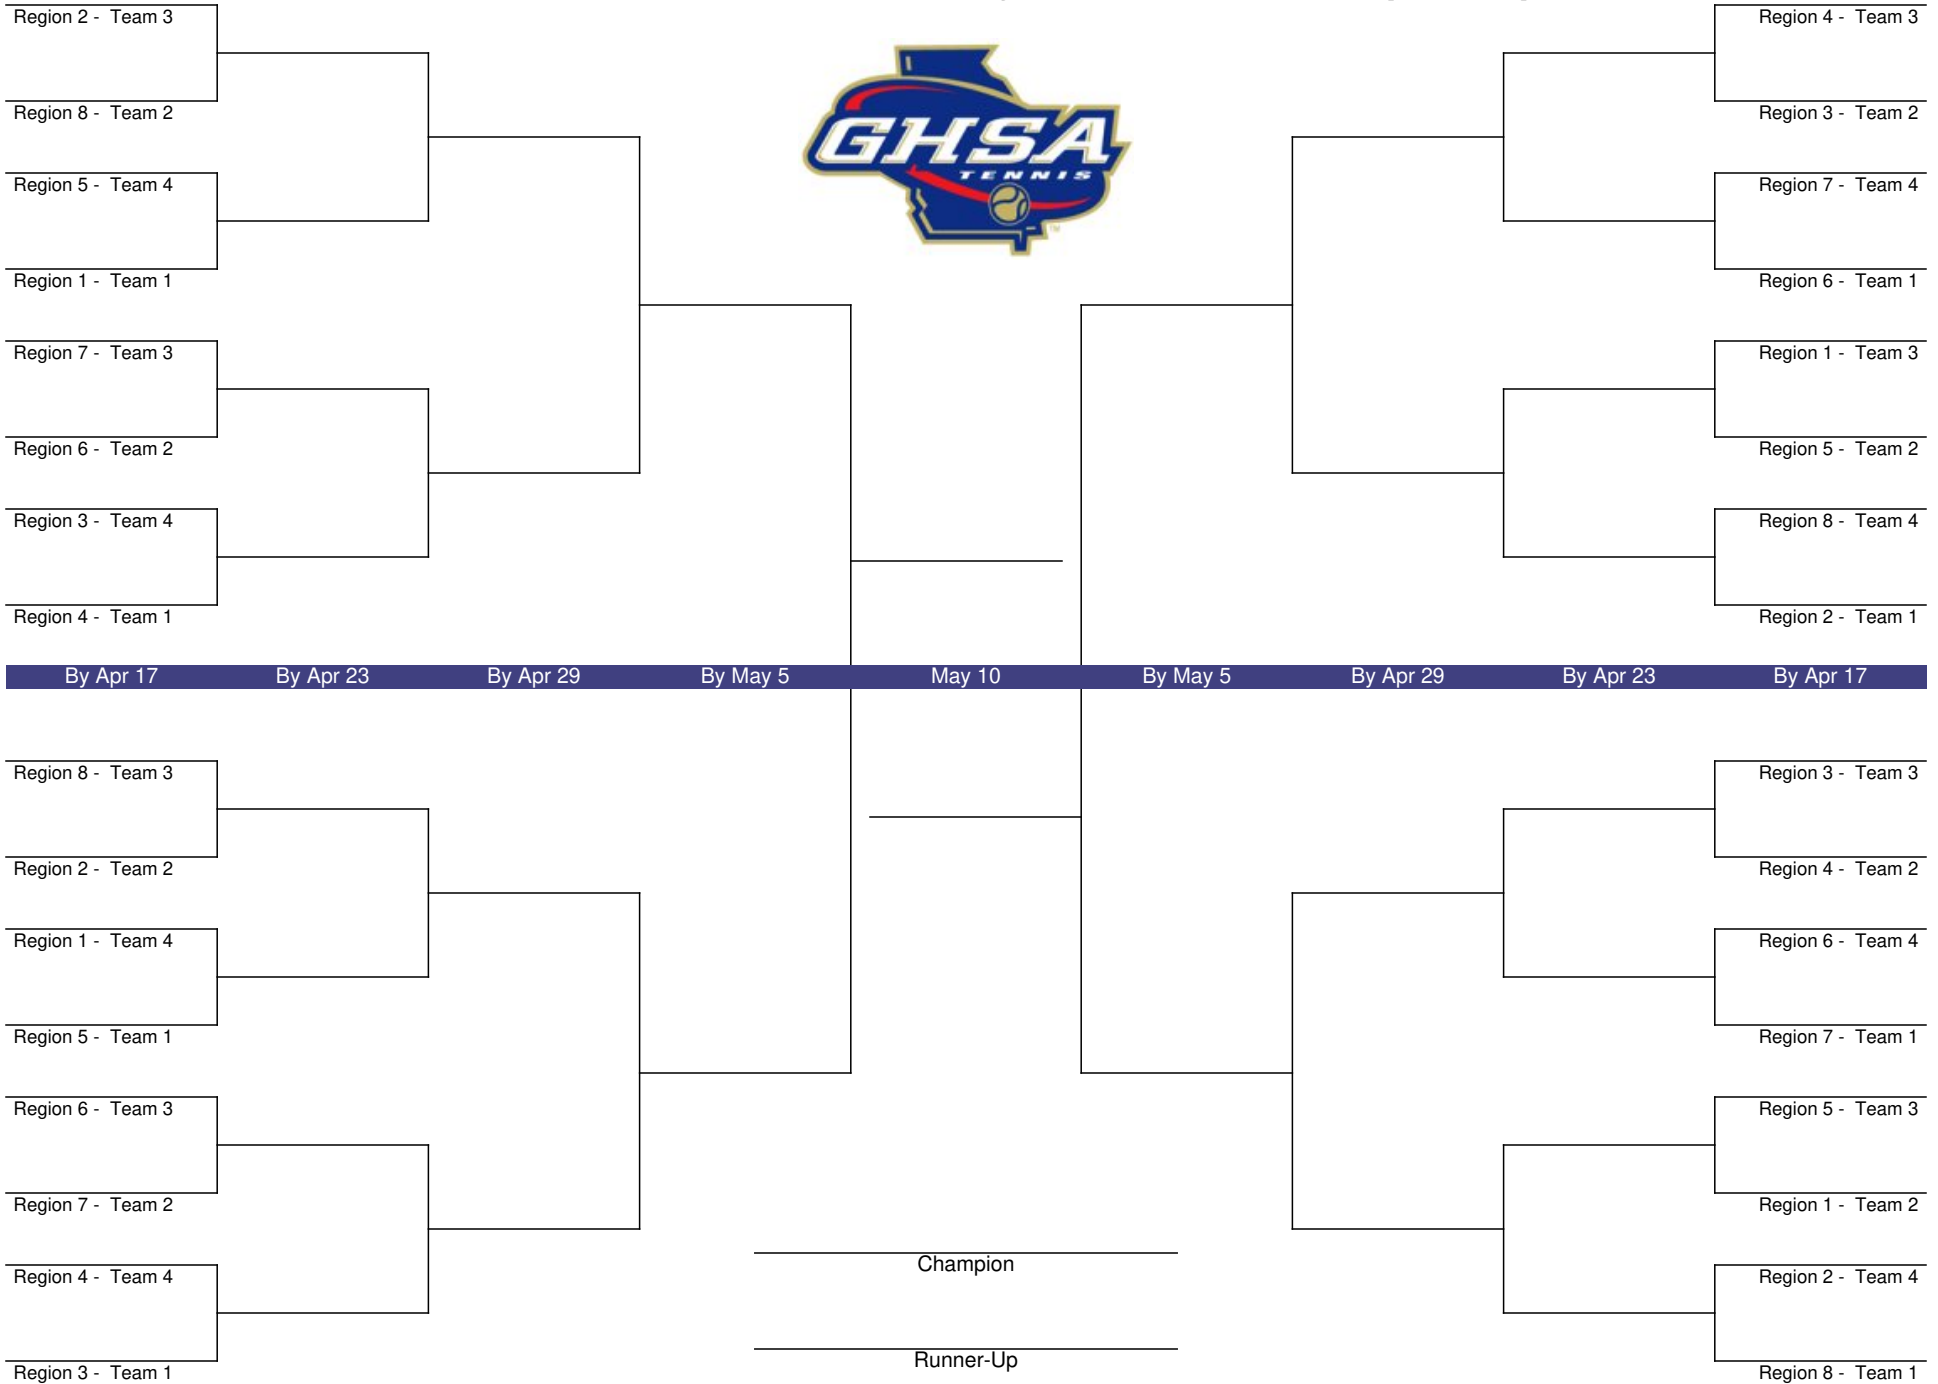 Region 2 - Team 3
Region 8 - Team 2
Region 5 - Team 4
Region 1 - Team 1
Region 7 - Team 3
Region 6 - Team 2
Region 3 - Team 4
Region 4 - Team 1
GHSA
TENNIS
TM
Region 4 - Team 3
Region 3 - Team 2
Region 7 - Team 4
Region 6 - Team 1
Region 1 - Team 3
Region 5 - Team 2
Region 8 - Team 4
Region 2 - Team 1
By Apr 17 By Apr 23 By Apr 29 By May 5 May 10 By May 5 By Apr 29 By Apr 23 By Apr 17
Region 8 - Team 3
Region 2 - Team 2
Region 1 - Team 4
Region 5 - Team 1
Region 6 - Team 3
Region 7 - Team 2
Region 4 - Team 4
Region 3 - Team 1
Champion
Runner-Up
Region 3 - Team 3
Region 4 - Team 2
Region 6 - Team 4
Region 7 - Team 1
Region 5 - Team 3
Region 1 - Team 2
Region 2 - Team 4
Region 8 - Team 1